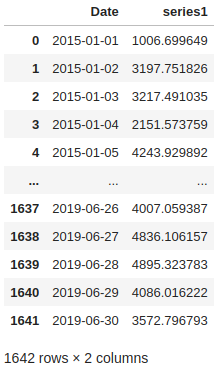 Date series1
0 2015-01-01 1006.699649
1 2015-01-02 3197.751826
2 2015-01-03 3217.491035
3 2015-01-04 2151.573759
4 2015-01-05 4243.929892
... ... ...
1637 2019-06-26 4007.059387
1638 2019-06-27 4836.106157
1639 2019-06-28 4895.323783
1640 2019-06-29 4086.016222
1641 2019-06-30 3572.796793
1642 rows × 2 columns